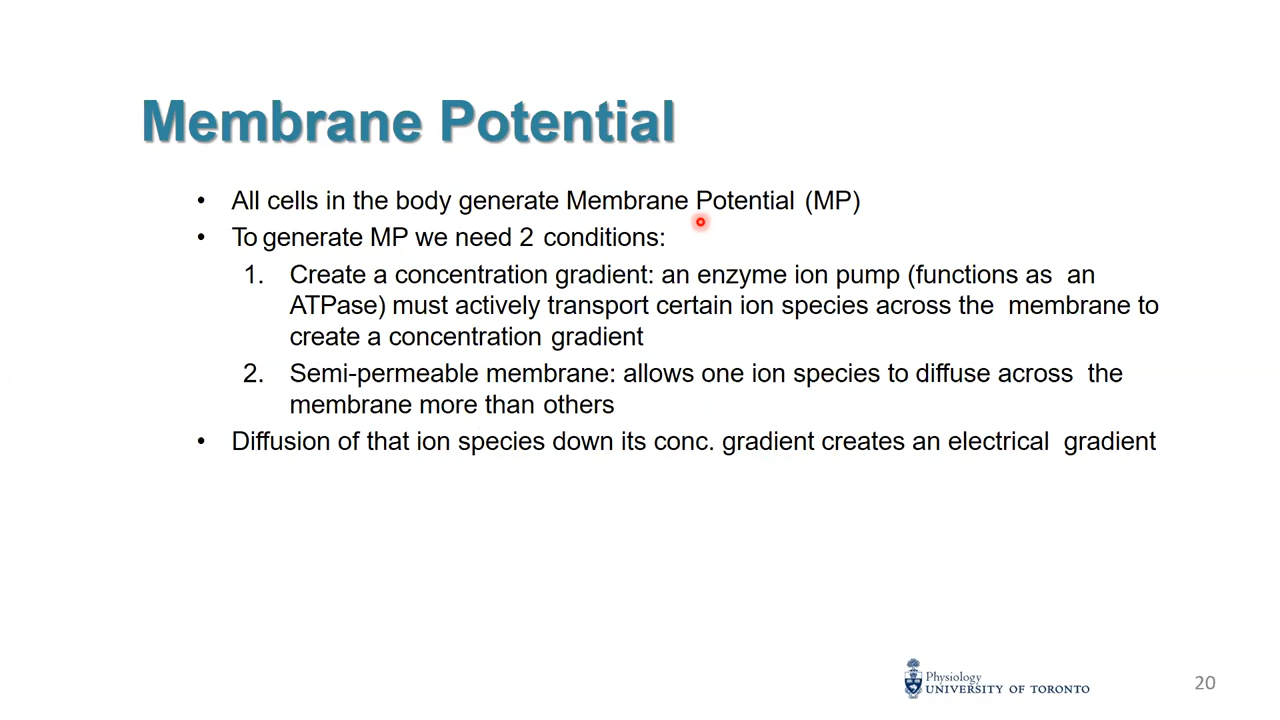 Membrane Potential
• All cells in the body generate Membrane Potential (MP)
• To generate MP we need 2 conditions:
1. Create a concentration gradient: an enzyme ion pump (functions as an
ATPase) must actively transport certain ion species across the membrane to
create a concentration gradient
2. Semi-permeable membrane: allows one ion species to diffuse across the
membrane more than others
• Diffusion of that ion species down its conc. gradient creates an electrical gradient
Physiology
UNIVERSITY OF TORONTO
20